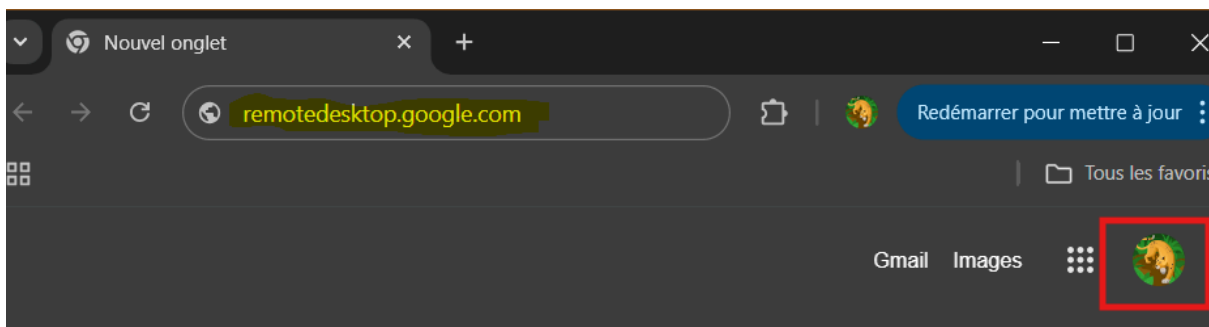 Nouvel onglet
remotedesktop.google.com
Redémarrer pour mettre à jour
Tous les favoris
Gmail Images